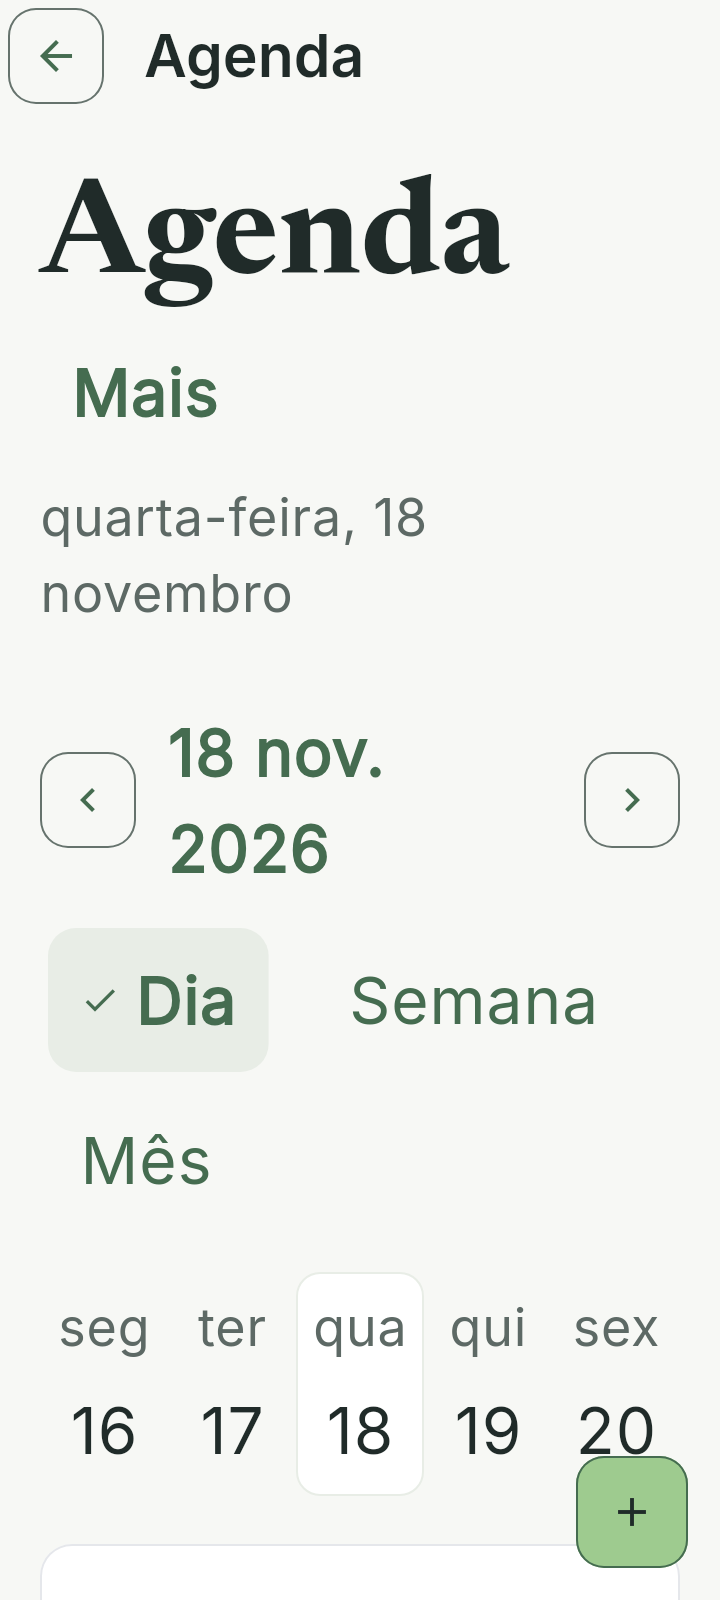 Agenda
Agenda
Mais
quarta-feira, 18
novembro
18 nov.
2026
Dia
Semana
Mês
seg ter qua qui sex
16 17 18 19 20